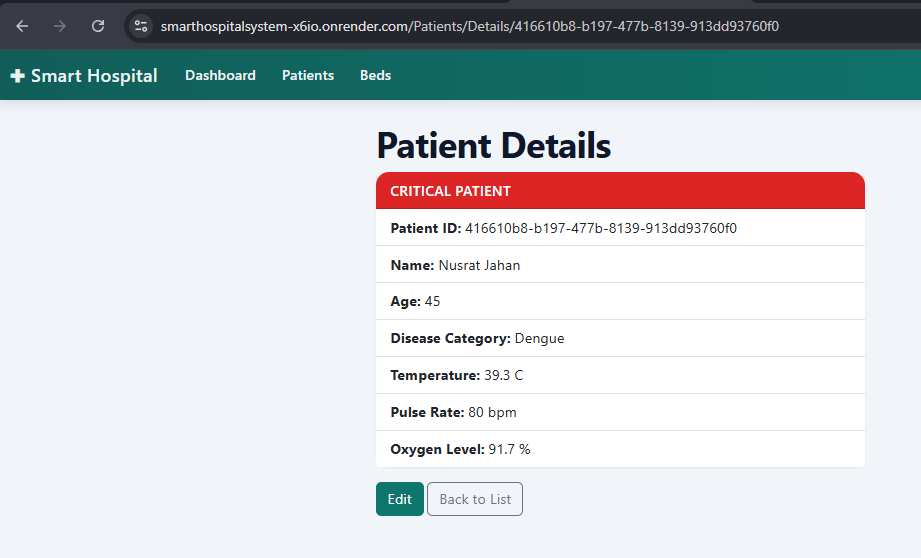 smarthospitalsystem-x6io.onrender.com/Patients/Details/416610b8-b197-477b-8139-913dd93760f0
Smart Hospital Dashboard Patients Beds
Patient Details
CRITICAL PATIENT
Patient ID: 416610b8-b197-477b-8139-913dd93760f0
Name: Nusrat Jahan
Age: 45
Disease Category: Dengue
Temperature: 39.3 C
Pulse Rate: 80 bpm
Oxygen Level: 91.7 %
Edit Back to List